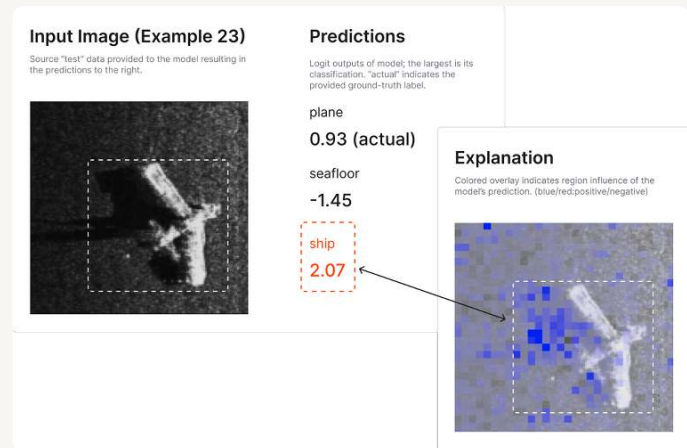 Input Image (Example 23)
Source "test" data provided to the model resulting in
the predictions to the right.
Predictions
Logit outputs of model; the largest is its
classification. "actual" indicates the
provided ground-truth label.
plane
0.93 (actual)
seafloor
-1.45
ship
2.07
Explanation
Colored overlay indicates region influence of the
model's prediction. (blue/red:positive/negative)